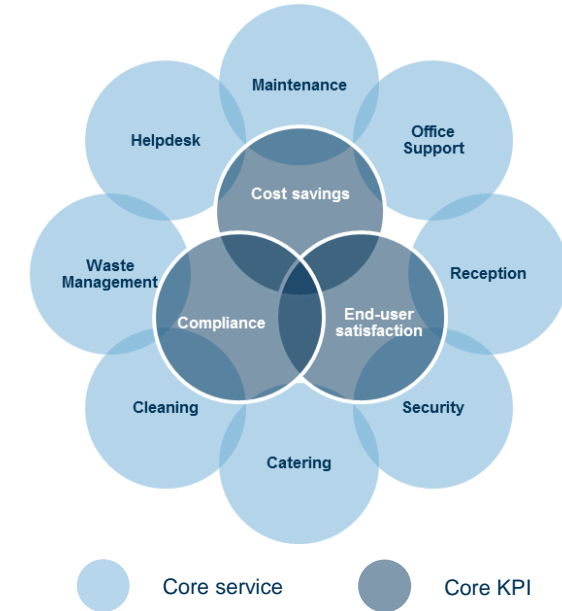 Maintenance
Helpdesk
Office
Support
Cost savings
Waste
Management
Reception
Compliance
End-user
satisfaction
Cleaning
Security
Catering
Core service
Core KPI